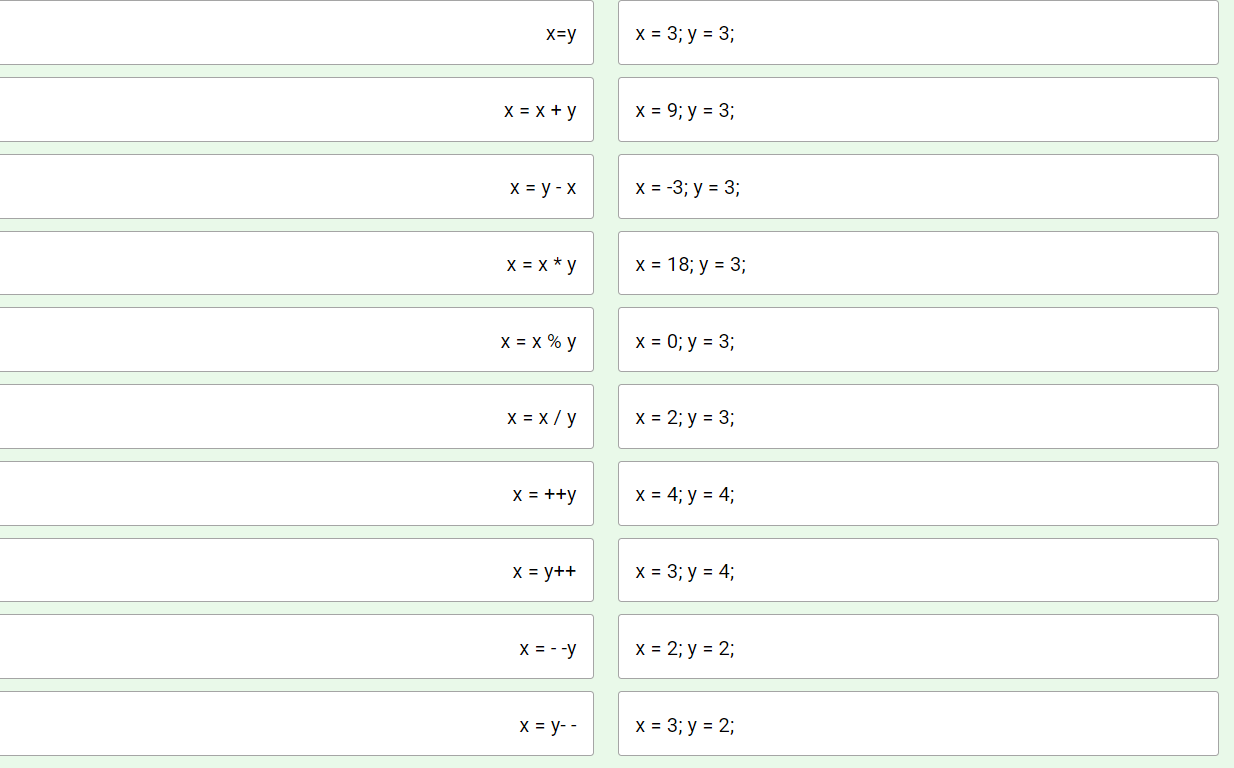 x=y
x = 3; y = 3;
x = x + y
x = 9; y = 3;
x = y - x
x = -3; y = 3;
x = x * y
x = 18; y = 3;
x = x % y
x = 0; y = 3;
x = x / y
x = 2; y = 3;
x = ++y
x = 4; y = 4;
x = y++
x = 3; y = 4;
x = - -y
x = 2; y = 2;
x = y- -
x = 3; y = 2;